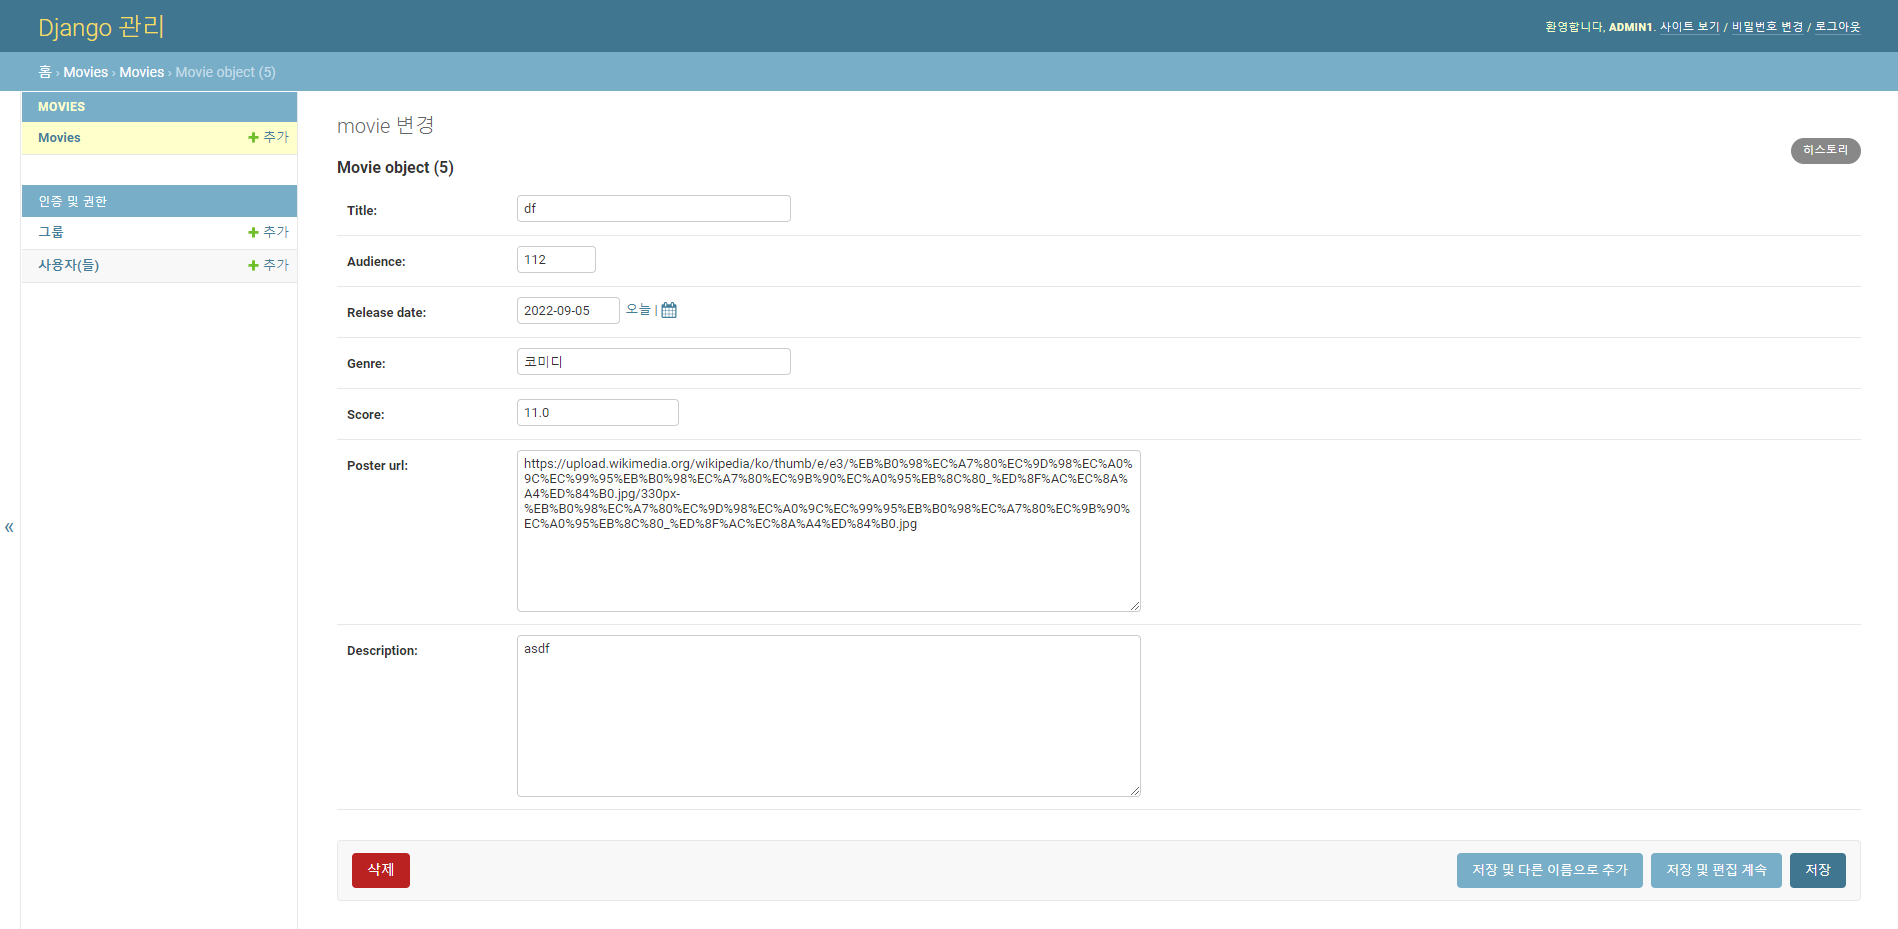 Django 관리
환영합니다, ADMIN1. 사이트 보기 / 비밀번호 변경 / 로그아웃
홈 › Movies › Movies › Movie object (5)
MOVIES
Movies
추가
인증 및 권한
그룹
추가
사용자(들)
추가
«
movie 변경
히스토리
Movie object (5)
Title:
df
Audience:
112
Release date:
2022-09-05
오늘 |
Genre:
코미디
Score:
11.0
Poster url:
https://upload.wikimedia.org/wikipedia/ko/thumb/e/e3/%EB%B0%98%EC%A7%80%EC%9D%98%EC%A0%
9C%EC%99%95%EB%B0%98%EC%A7%80%EC%9B%90%EC%A0%95%EB%8C%80_%ED%8F%AC%EC%8A%
A4%ED%84%B0.jpg/330px-
%EB%B0%98%EC%A7%80%EC%9D%98%EC%A0%9C%EC%99%95%EB%B0%98%EC%A7%80%EC%9B%90%
EC%A0%95%EB%8C%80_%ED%8F%AC%EC%8A%A4%ED%84%B0.jpg
Description:
asdf
삭제
저장 및 다른 이름으로 추가
저장 및 편집 계속
저장